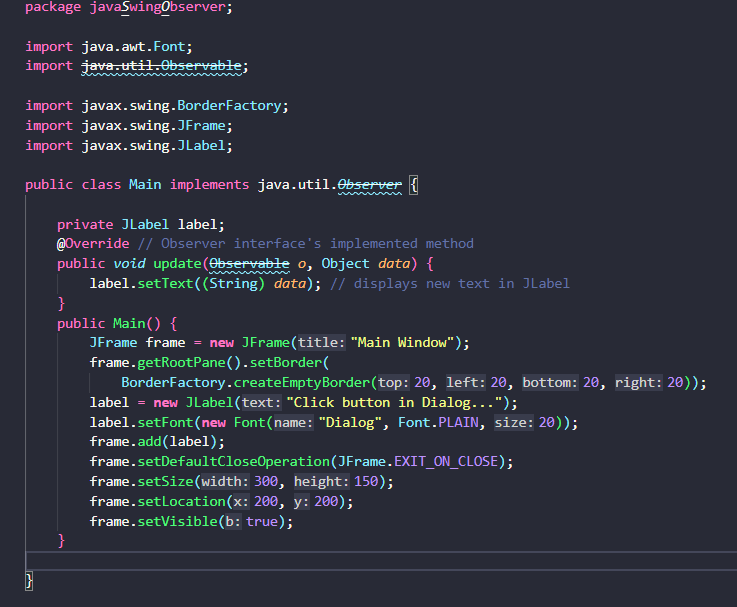 package javaSwingObserver;
import java.awt.Font;
import java.util.Observable;
import javax.swing.BorderFactory;
import javax.swing.JFrame;
import javax.swing.JLabel;
public class Main implements java.util.Observer {
private JLabel label;
@Override // Observer interface's implemented method
public void update(Observable o, Object data) {
label.setText((String) data); // displays new text in JLabel
}
public Main() {
JFrame frame = new JFrame(title: "Main Window");
frame.getRootPane().setBorder(
BorderFactory.createEmptyBorder(top: 20, left: 20, bottom: 20, right: 20));
label = new JLabel(text: "Click button in Dialog...");
label.setFont(new Font(name: "Dialog", Font.PLAIN, size: 20));
frame.add(label);
frame.setDefaultCloseOperation(JFrame.EXIT_ON_CLOSE);
frame.setSize(width: 300, height: 150);
frame.setLocation(x: 200, y: 200);
frame.setVisible(b: true);
}
}